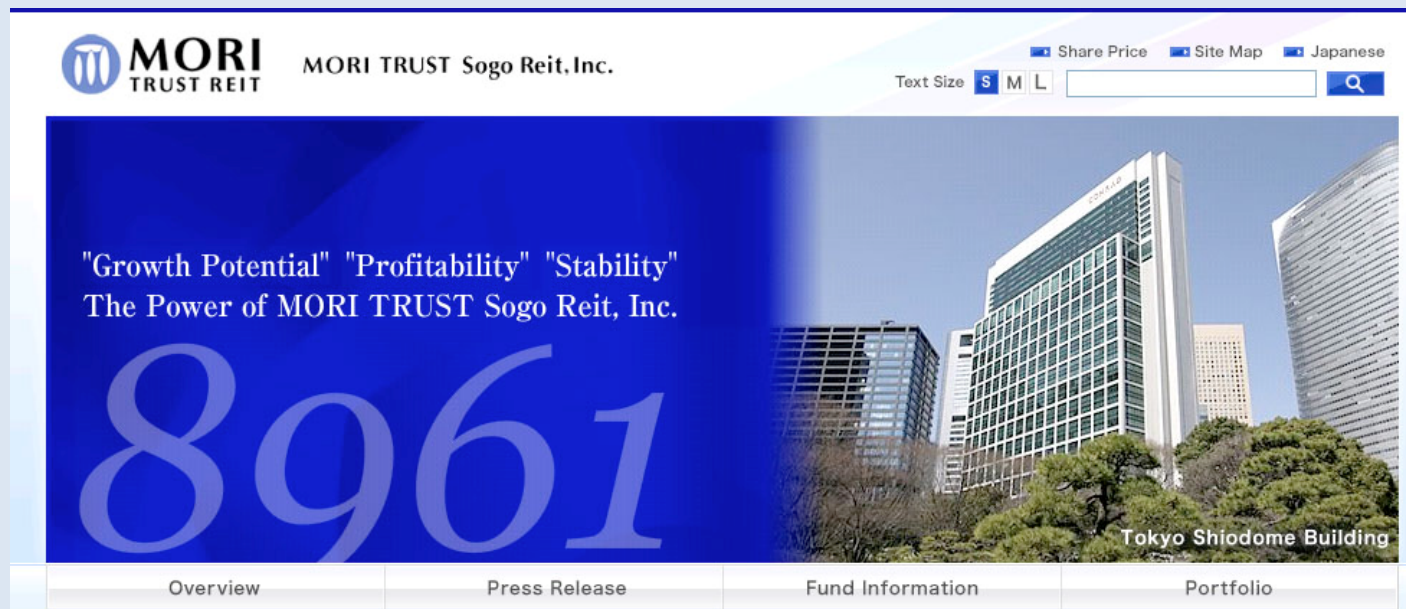 MORI
TRUST REIT
MORI TRUST Sogo Reit, Inc.
Share Price Site Map Japanese
Text Size S M L
"Growth Potential" "Profitability" "Stability"
The Power of MORI TRUST Sogo Reit, Inc.
8961
CONRAD
Tokyo Shiodome Building
Overview Press Release Fund Information Portfolio